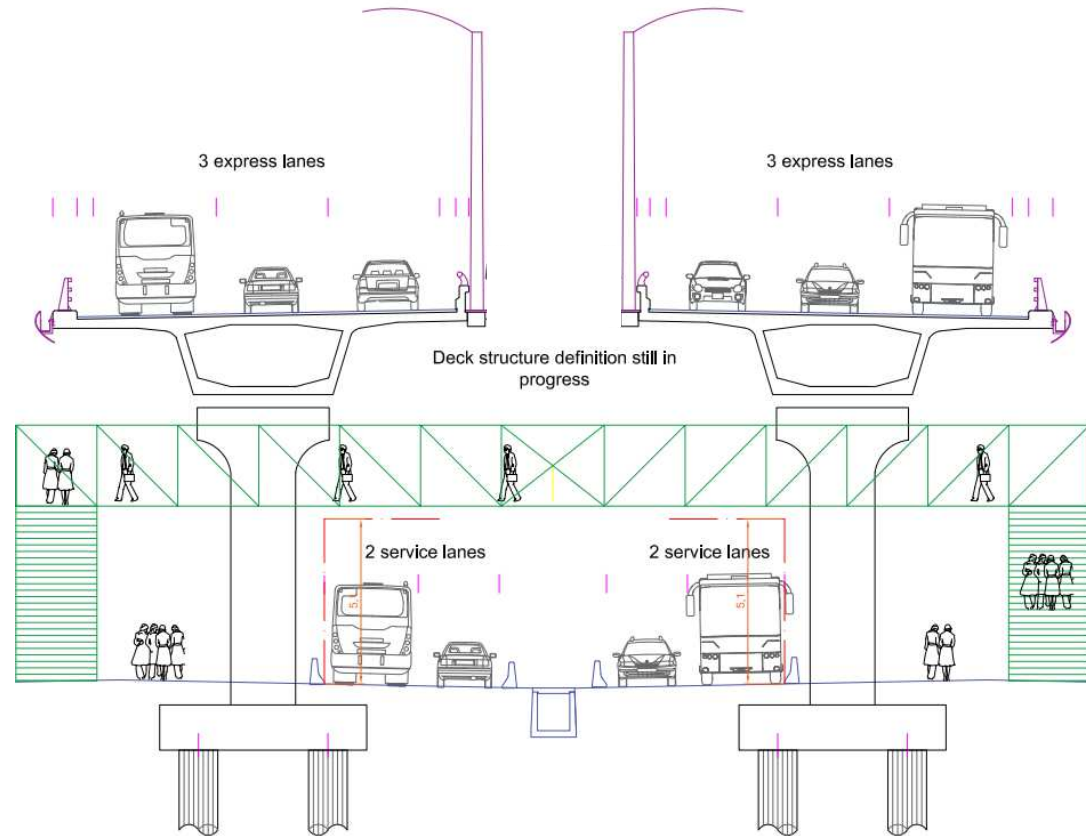 3 express lanes
3 express lanes
Deck structure definition still in
progress
2 service lanes
2 service lanes
5,1
5,1